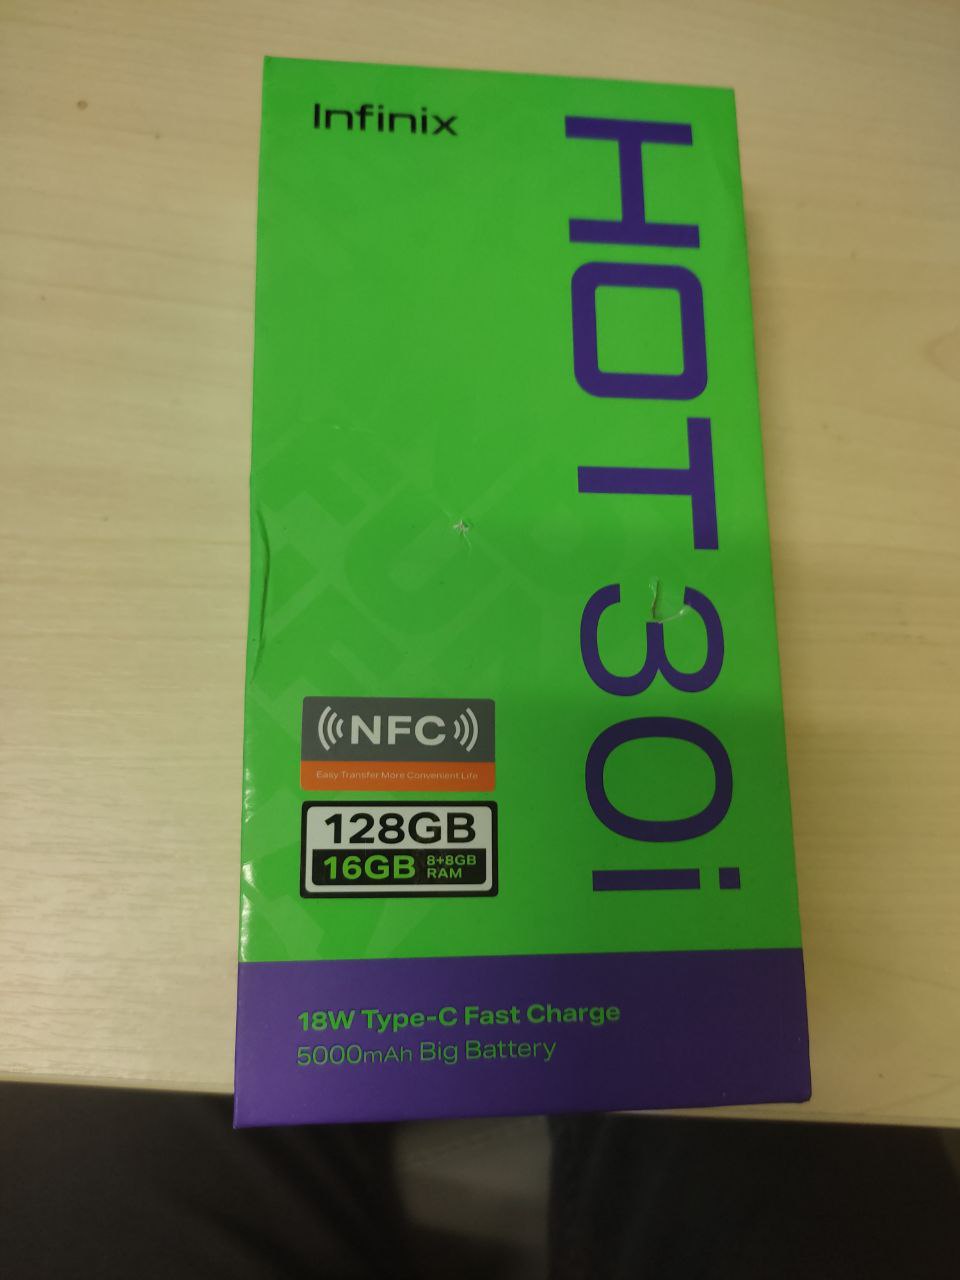 Infinix
HOT 30i
NFC
Easy Transfer More Convenient Life
128GB
16GB 8+8GB RAM
18W Type-C Fast Charge
5000mAh Big Battery